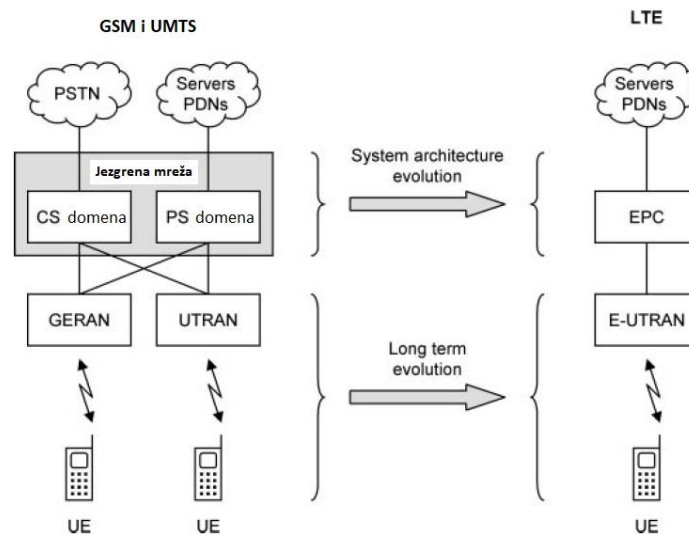 GSM i UMTS
LTE
PSTN
Servers
PDNs
Servers
PDNs
Jezgrena mreža
System architecture
evolution
CS domena
PS domena
EPC
GERAN
UTRAN
E-UTRAN
Long term
evolution
UE
UE
UE